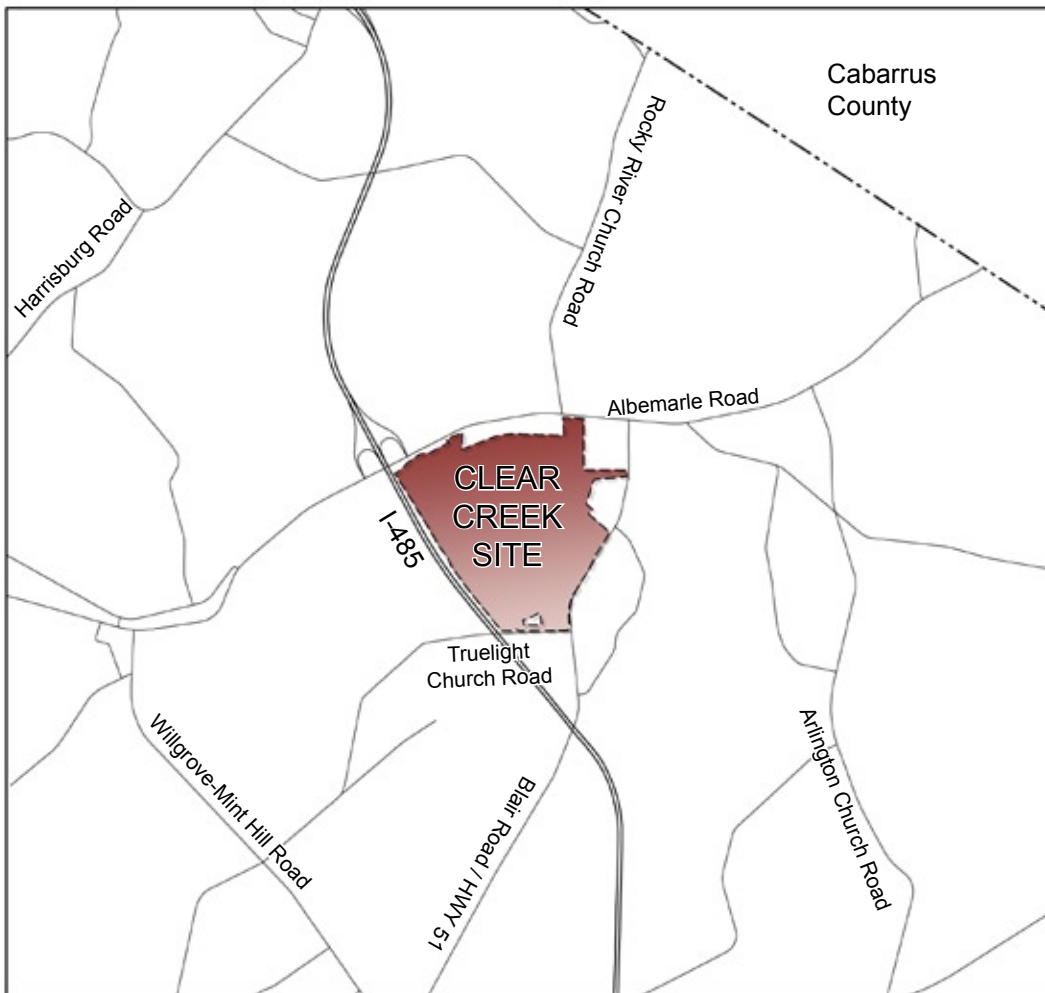 Cabarrus
County
Rocky River Church Road
Harrisburg Road
Albemarle Road
CLEAR
CREEK
SITE
I-485
Truelight
Church Road
Willgrove-Mint Hill Road
Blair Road / HWY 51
Arlington Church Road